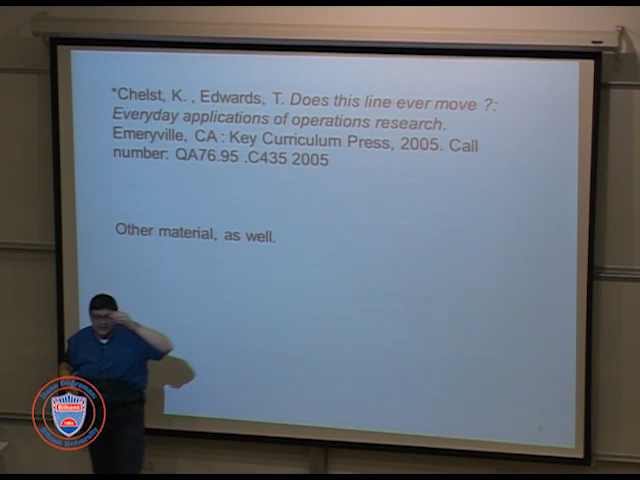 *Chelst, K. , Edwards, T. Does this line ever move ?:
Everyday applications of operations research.
Emeryville, CA : Key Curriculum Press, 2005. Call
number: QA76.95 .C435 2005
Other material, as well.